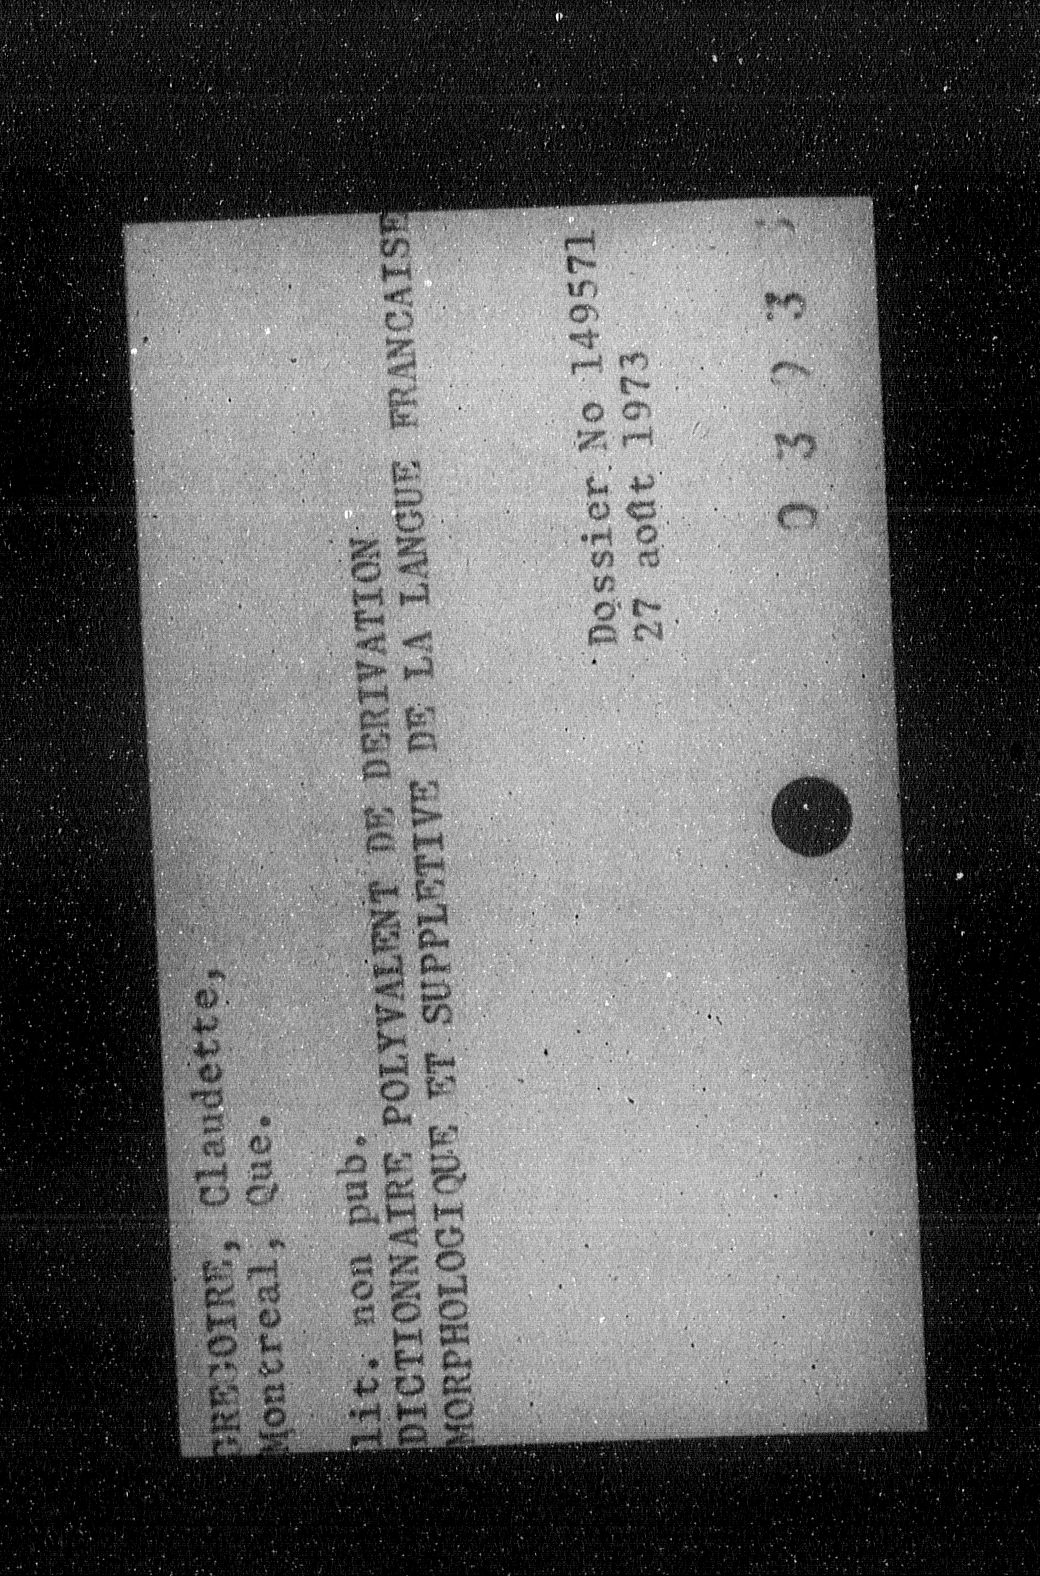 GREGOIRE, Claudette,
Montreal, Que.
lit. non pub.
DICTIONNAIRE POLYVALENT DE DERIVATION
MORPHOLOGIQUE ET SUPPLETIVE DE LA LANGUE FRANCAISE
Dossier No 149571
27 août 1973